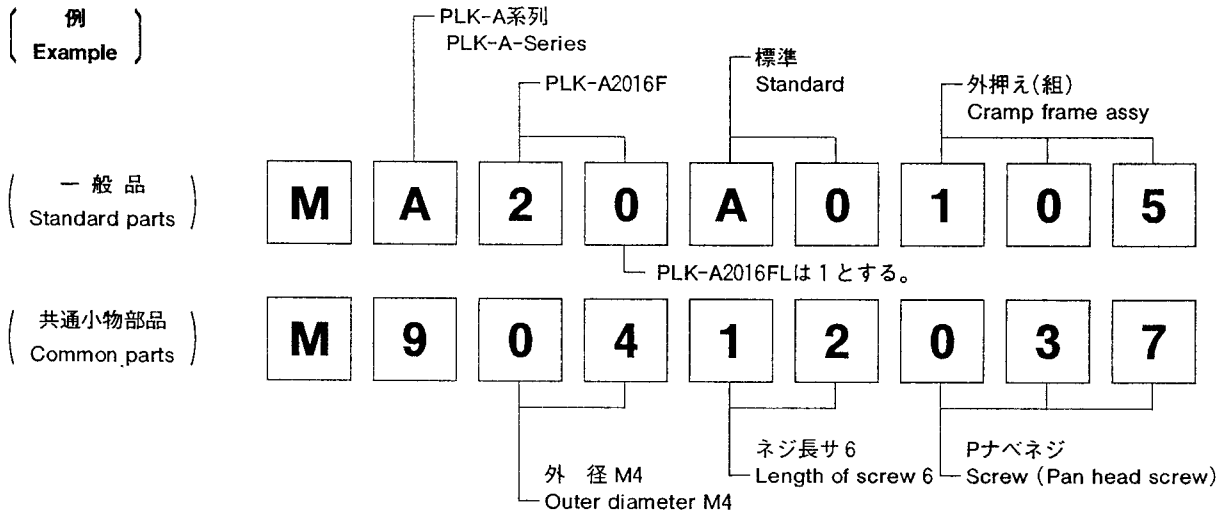 例
Example
PLK-A系列
PLK-A-Series
PLK-A2016F
標準
Standard
外押え(組)
Cramp frame assy
一般品
Standard parts
M A 2 0 A 0 1 0 5
PLK-A2016FLは1とする。
共通小物部品
Common parts
M 9 0 4 1 2 0 3 7
外 径 M4
Outer diameter M4
ネジ長サ 6
Length of screw 6
Pナベネジ
Screw (Pan head screw)